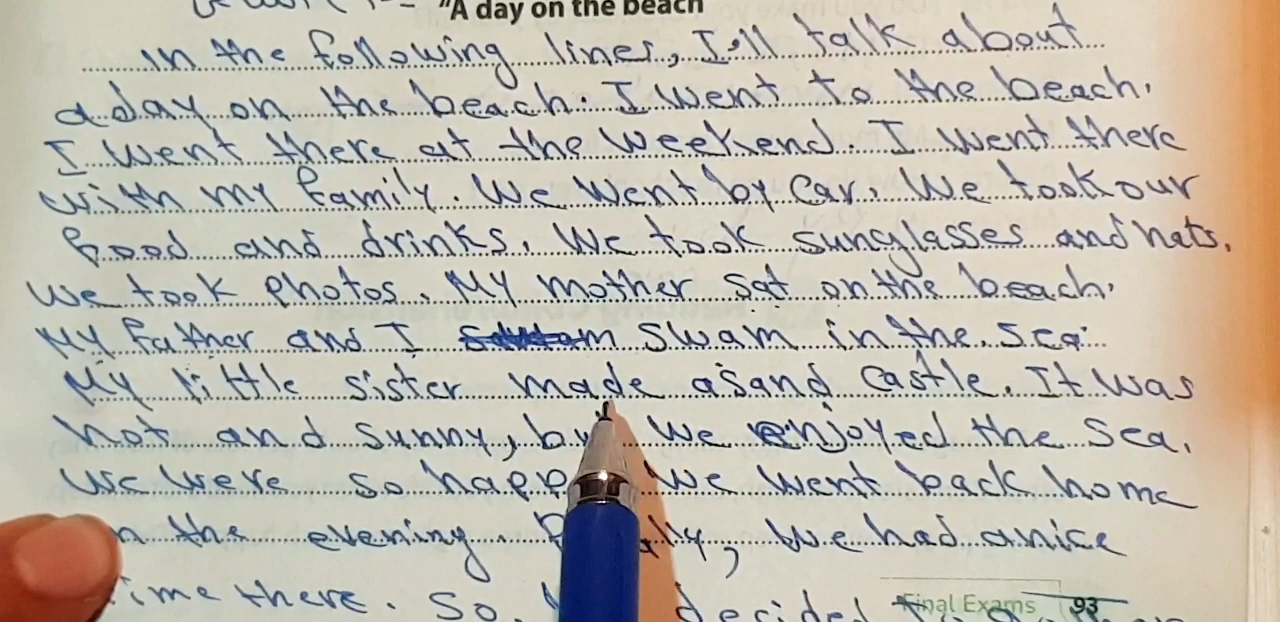 "A day on the beach
In the following lines, I'll talk about
a day on the beach. I went to the beach.
I went there at the weekend. I went there
with my family. We went by car. We took our
food and drinks. We took sunglasses and hats.
We took photos. My mother sat on the beach.
My father and I swam in the sea.
My little sister made a sand castle. It was
hot and sunny, but we enjoyed the sea.
We were so happy. We went back home
the evening. we had a nice
there. So decided
Final Exams 93